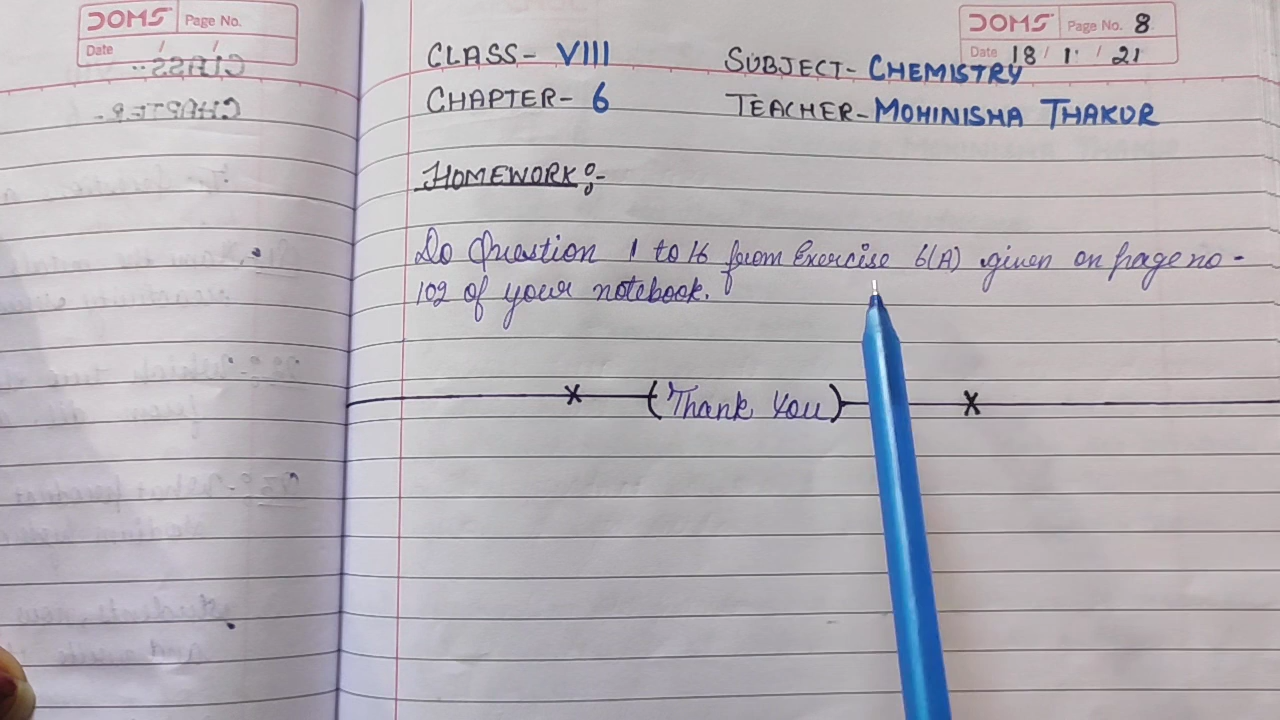 DOMS Page No.
Date / /
DOMS Page No. 8
Date 18 / 1 / 21
CLASS- VIII SUBJECT- CHEMISTRY
CHAPTER- 6 TEACHER- MOHINISHA THAKUR
HOMEWORK:-
Do Question 1 to 16 from Exercise 6(A) given on page no-
102 of your notebook.
(Thank You)